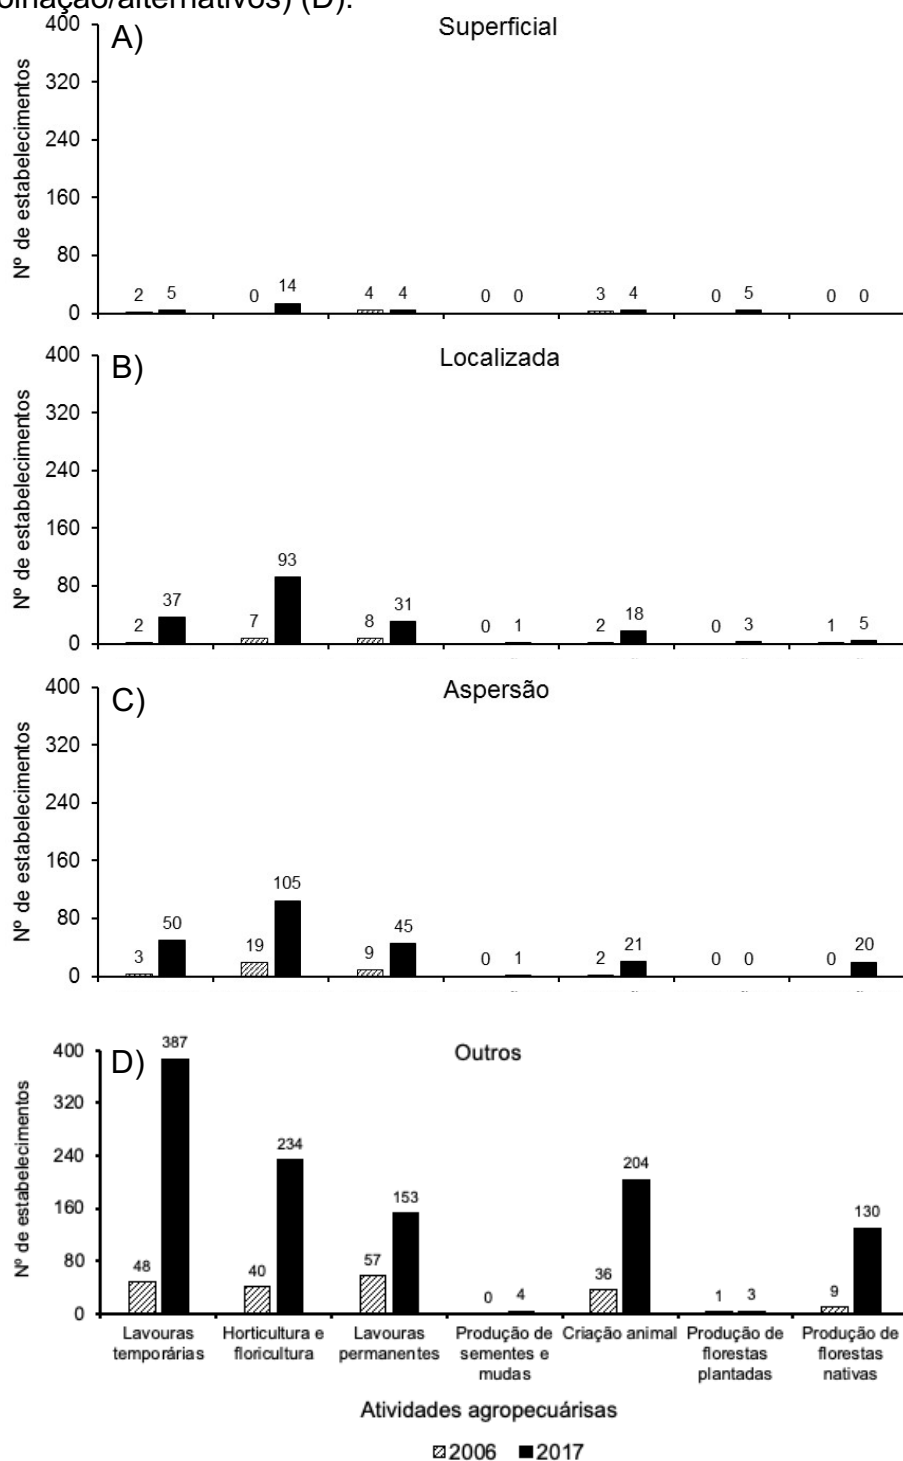 binação/alternativos) (D).
A)
Superficial
Nº de estabelecimentos
400
320
240
160
80
0
2 5 0 14 4 4 0 0 3 4 0 5 0 0
B)
Localizada
Nº de estabelecimentos
400
320
240
160
80
0
2 37 7 93 8 31 0 1 2 18 0 3 1 5
C)
Aspersão
Nº de estabelecimentos
400
320
240
160
80
0
3 50 19 105 9 45 0 1 2 21 0 0 0 20
D)
Outros
Nº de estabelecimentos
400
320
240
160
80
0
48 387 40 234 57 153 0 4 36 204 1 3 9 130
Lavouras
temporárias
Horticultura e
floricultura
Lavouras
permanentes
Produção de
sementes e
mudas
Criação animal
Produção de
florestas
plantadas
Produção de
florestas
nativas
Atividades agropecuárisas
2006 2017